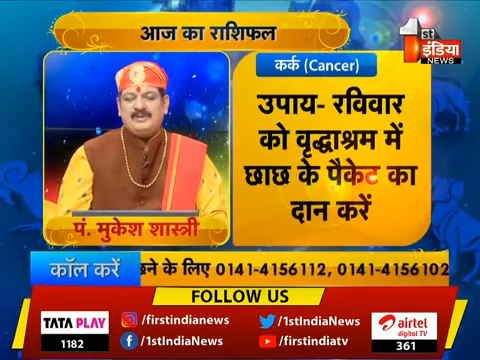 आज का राशिफल
1st
इंडिया
NEWS
कर्क (Cancer)
उपाय- रविवार
को वृद्धाश्रम में
छाछ के पैकेट का
दान करें
पं. मुकेश शास्त्री
कॉल करें
छने के लिए 0141-4156112, 0141-4156102
FOLLOW US
TATA PLAY
1182
/firstindianews
/1stIndiaNews
/1stIndiaNews
/firstindiatv
airtel
digital TV
361